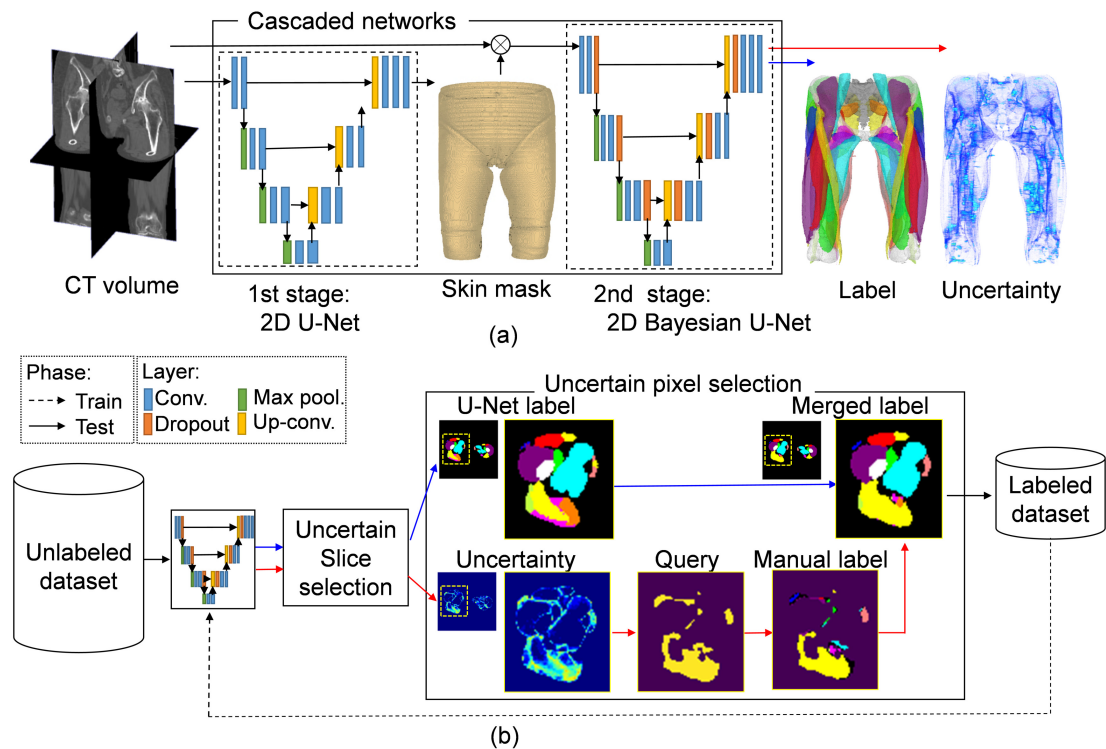 Cascaded networks
CT volume
1st stage:
2D U-Net
Skin mask
2nd stage:
2D Bayesian U-Net
Label
Uncertainty
(a)
Phase:
Train
Test
Layer:
Conv.
Max pool.
Dropout
Up-conv.
Uncertain pixel selection
U-Net label
Merged label
Unlabeled
dataset
Uncertain
Slice
selection
Labeled
dataset
Uncertainty
Query
Manual label
(b)